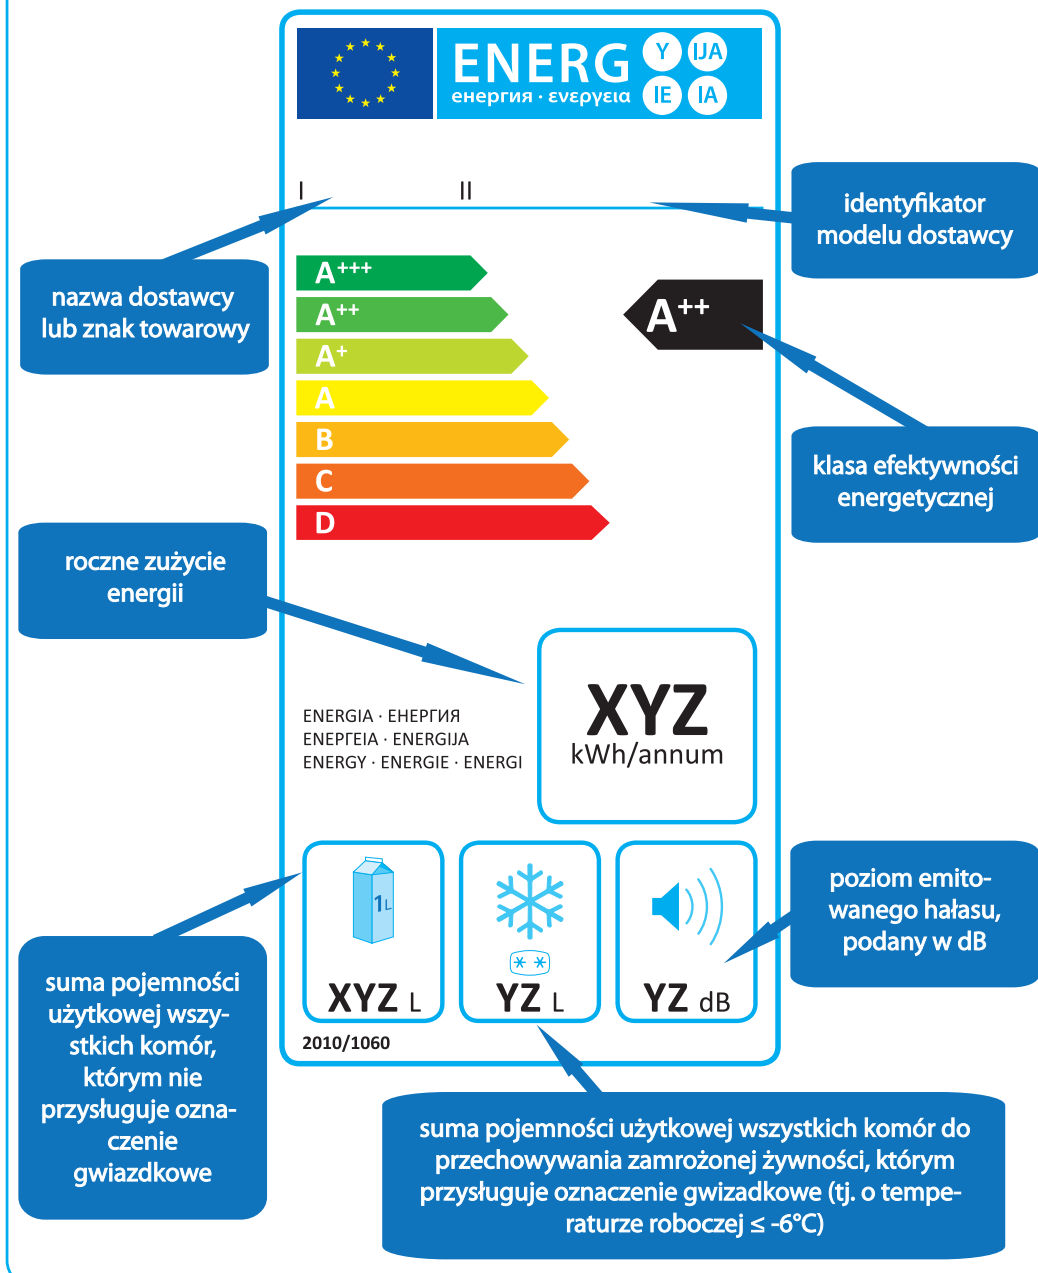 ENERG
енергия · ενεργεια
Y
IJA
IE
IA
I
II
identyfikator
modelu dostawcy
nazwa dostawcy
lub znak towarowy
A+++
A++
A+
A
B
C
D
A++
klasa efektywności
energetycznej
roczne zużycie
energii
XYZ
kWh/annum
ENERGIA · ЕНЕРГИЯ
ΕΝΕΡΓΕΙΑ · ENERGIJA
ENERGY · ENERGIE · ENERGI
1L
XYZ L
YZ L
YZ dB
2010/1060
poziom emito-
wanego hałasu,
podany w dB
suma pojemności
użytkowej wszy-
stkich komór,
którym nie
przysługuje ozna-
czenie
gwiazdkowe
suma pojemności użytkowej wszystkich komór do
przechowywania zamrożonej żywności, którym
przysługuje oznaczenie gwizadkowe (tj. o tempe-
raturze roboczej ≤ -6°C)